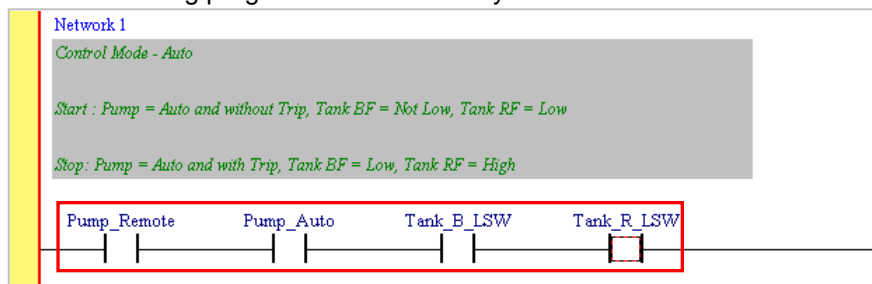 Network 1
Control Mode - Auto
Start : Pump = Auto and without Trip, Tank BF = Not Low, Tank RF = Low
Stop: Pump = Auto and with Trip, Tank BF = Low, Tank RF = High
Pump_Remote Pump_Auto Tank_B_LSW Tank_R_LSW